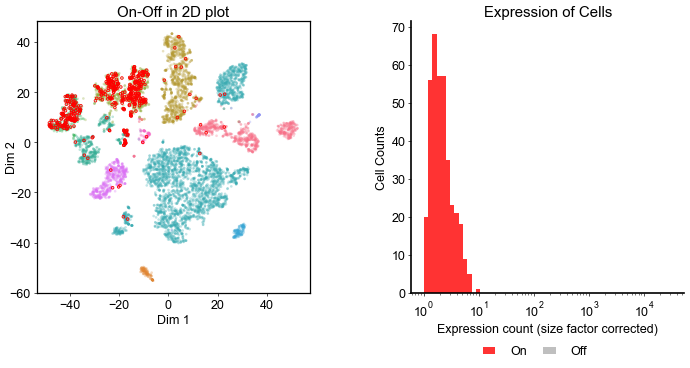 On-Off in 2D plot
40
20
0
−20
−40
−60
Dim 2
−40 −20 0 20 40
Dim 1
Expression of Cells
70
60
50
40
30
20
10
0
Cell Counts
10^0 10^1 10^2 10^3 10^4
Expression count (size factor corrected)
On Off